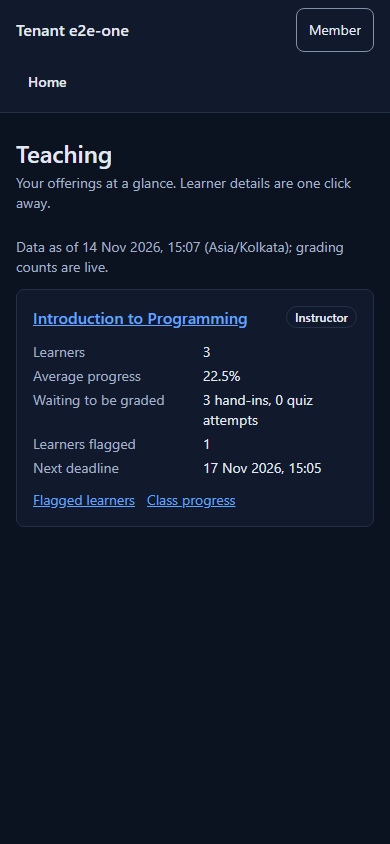 Tenant e2e-one
Member
Home
Teaching
Your offerings at a glance. Learner details are one click
away.
Data as of 14 Nov 2026, 15:07 (Asia/Kolkata); grading
counts are live.
Introduction to Programming Instructor
Learners 3
Average progress 22.5%
Waiting to be graded 3 hand-ins, 0 quiz
attempts
Learners flagged 1
Next deadline 17 Nov 2026, 15:05
Flagged learners Class progress